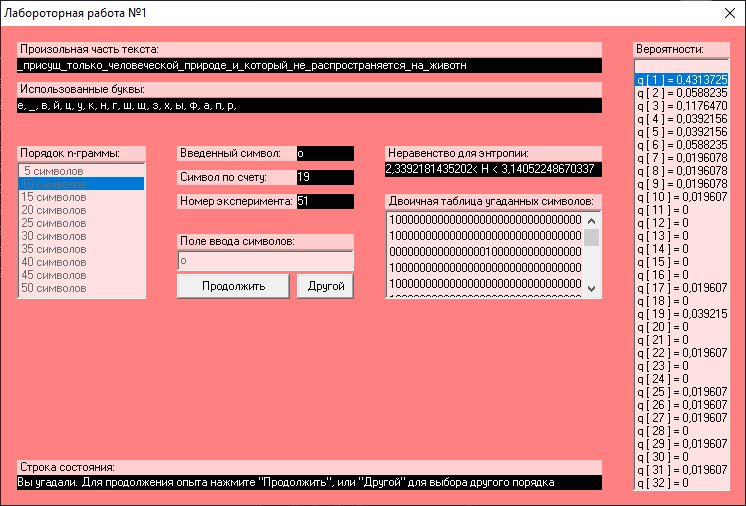 Лабороторная работа №1
Произольная часть текста:
_присущ_только_человеческой_природе_и_который_не_распространяется_на_животн
Использованные буквы:
е, _, в, й, ц, у, к, н, г, ш, щ, з, х, ы, ф, а, п, р,
Порядок n-граммы:
5 символов
15 символов
20 символов
25 символов
30 символов
35 символов
40 символов
45 символов
50 символов
Введенный символ: о
Символ по счету: 19
Номер эксперимента: 51
Поле ввода символов:
о
Продолжить
Другой
Неравенство для энтропии:
2,3392181435202< H < 3,14052248670337
Двоичная таблица угаданных символов:
Вероятности:
q [ 1 ] = 0,4313725
q [ 2 ] = 0,0588235
q [ 3 ] = 0,1176470
q [ 4 ] = 0,0392156
q [ 5 ] = 0,0392156
q [ 6 ] = 0,0588235
q [ 7 ] = 0,0196078
q [ 8 ] = 0,0196078
q [ 9 ] = 0,0196078
q [ 10 ] = 0,019607
q [ 11 ] = 0
q [ 12 ] = 0
q [ 13 ] = 0
q [ 14 ] = 0
q [ 15 ] = 0
q [ 16 ] = 0
q [ 17 ] = 0,019607
q [ 18 ] = 0
q [ 19 ] = 0,039215
q [ 20 ] = 0
q [ 21 ] = 0
q [ 22 ] = 0,019607
q [ 23 ] = 0
q [ 24 ] = 0
q [ 25 ] = 0,019607
q [ 26 ] = 0,019607
q [ 27 ] = 0,019607
q [ 28 ] = 0
q [ 29 ] = 0,019607
q [ 30 ] = 0
q [ 31 ] = 0,019607
q [ 32 ] = 0
Строка состояния:
Вы угадали. Для продолжения опыта нажмите "Продолжить", или "Другой" для выбора другого порядка